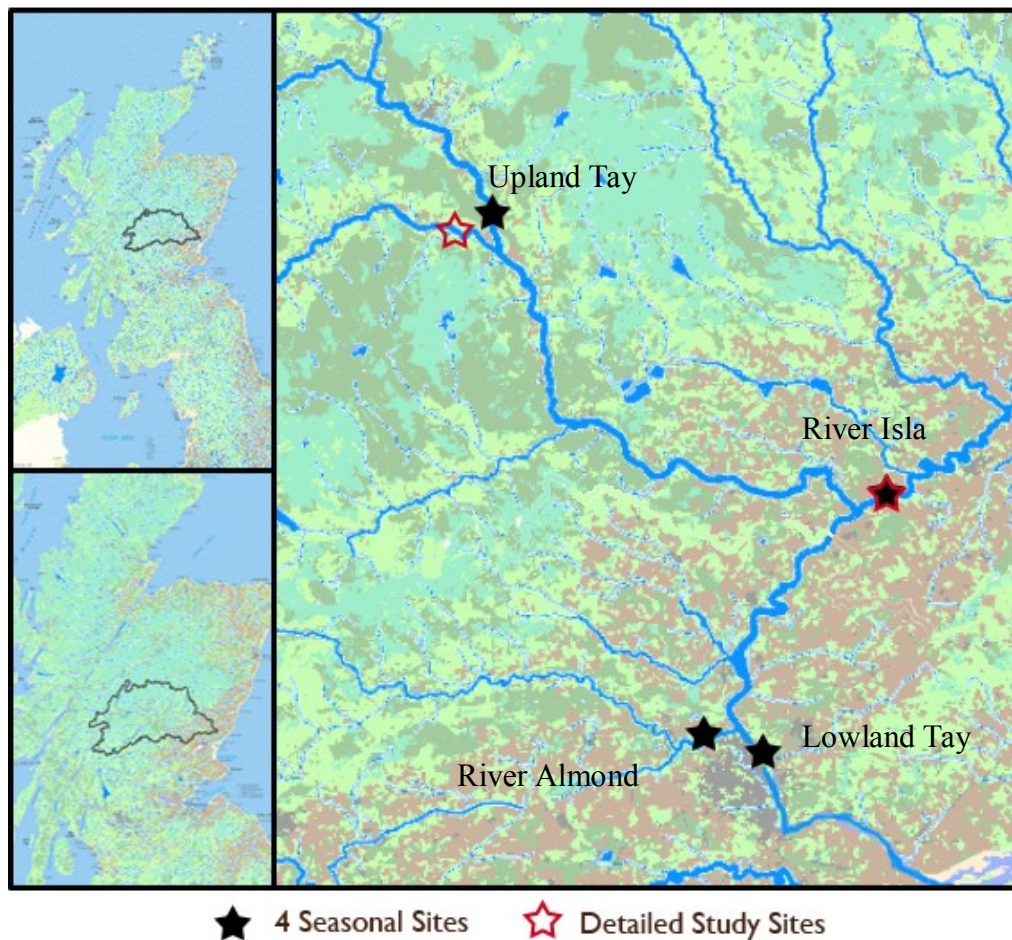 Upland Tay
River Isla
Lowland Tay
River Almond
4 Seasonal Sites
Detailed Study Sites